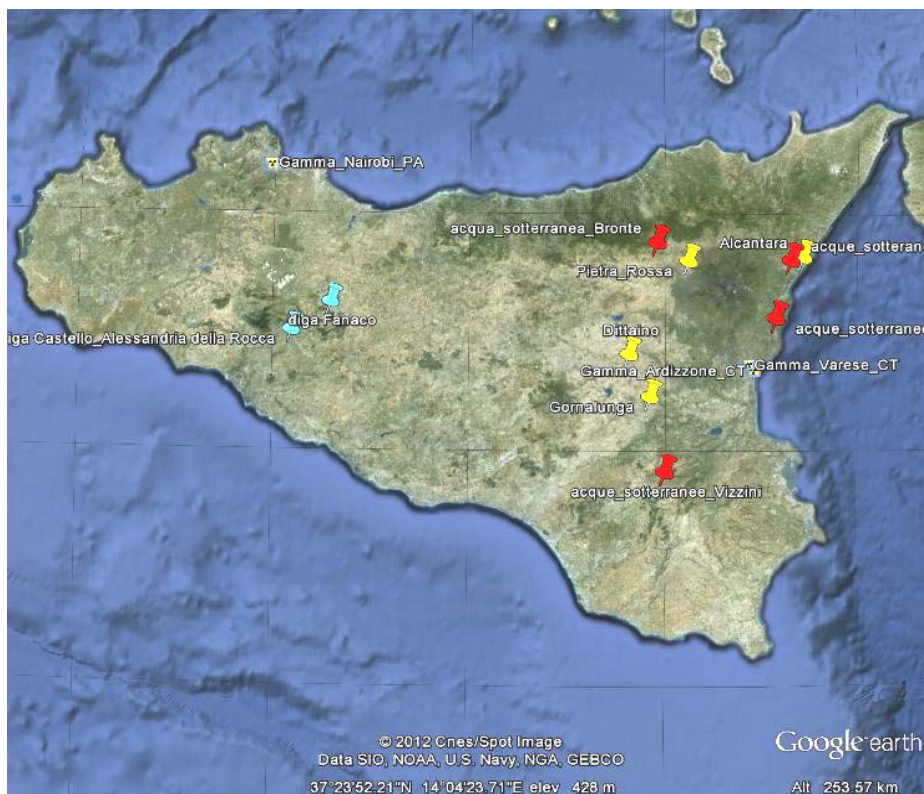 Gamma_Nairobi_PA
acqua_sotterranea_Bronte
Alcantara
acque_sotteran
Pietra_Rossa
diga Fanaco
iga Castello_Alessandria della Rocca
acque_sotterranee
Dittaino
Gamma_Ardizzone_CT
Gamma_Varese_CT
Gornalunga
acque_sotterranee_Vizzini
© 2012 Cnes/Spot Image
Data SIO, NOAA, U.S. Navy, NGA, GEBCO
Google earth
37°23'52.21"N 14°04'23.71"E elev 428 m
Alt 253.57 km